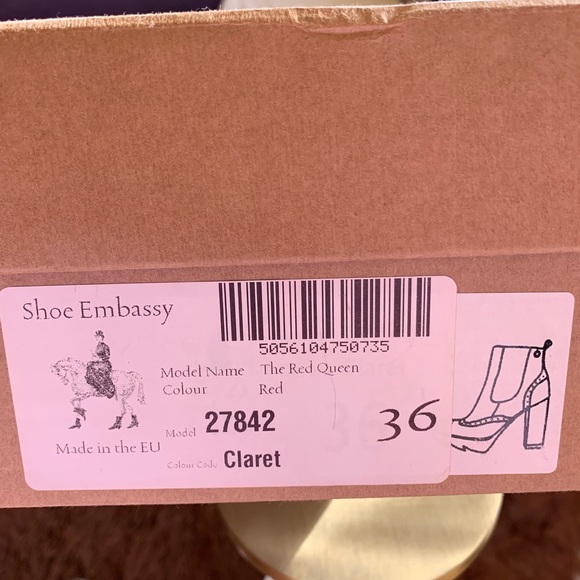 Shoe Embassy
5056104750735
Model Name The Red Queen
Colour Red
Model 27842
36
Made in the EU
Colour Code Claret